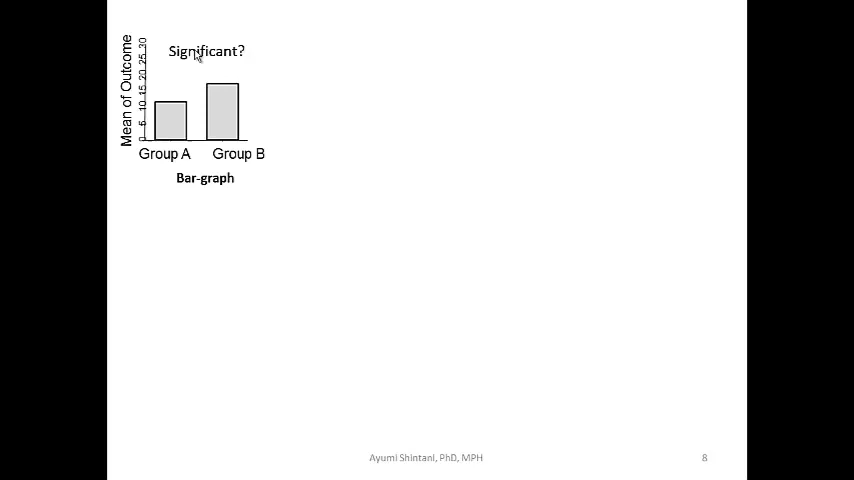 Significant?
Mean of Outcome
0 5 10 15 20 25 30
Group A Group B
Bar-graph
Ayumi Shintani, PhD, MPH
8